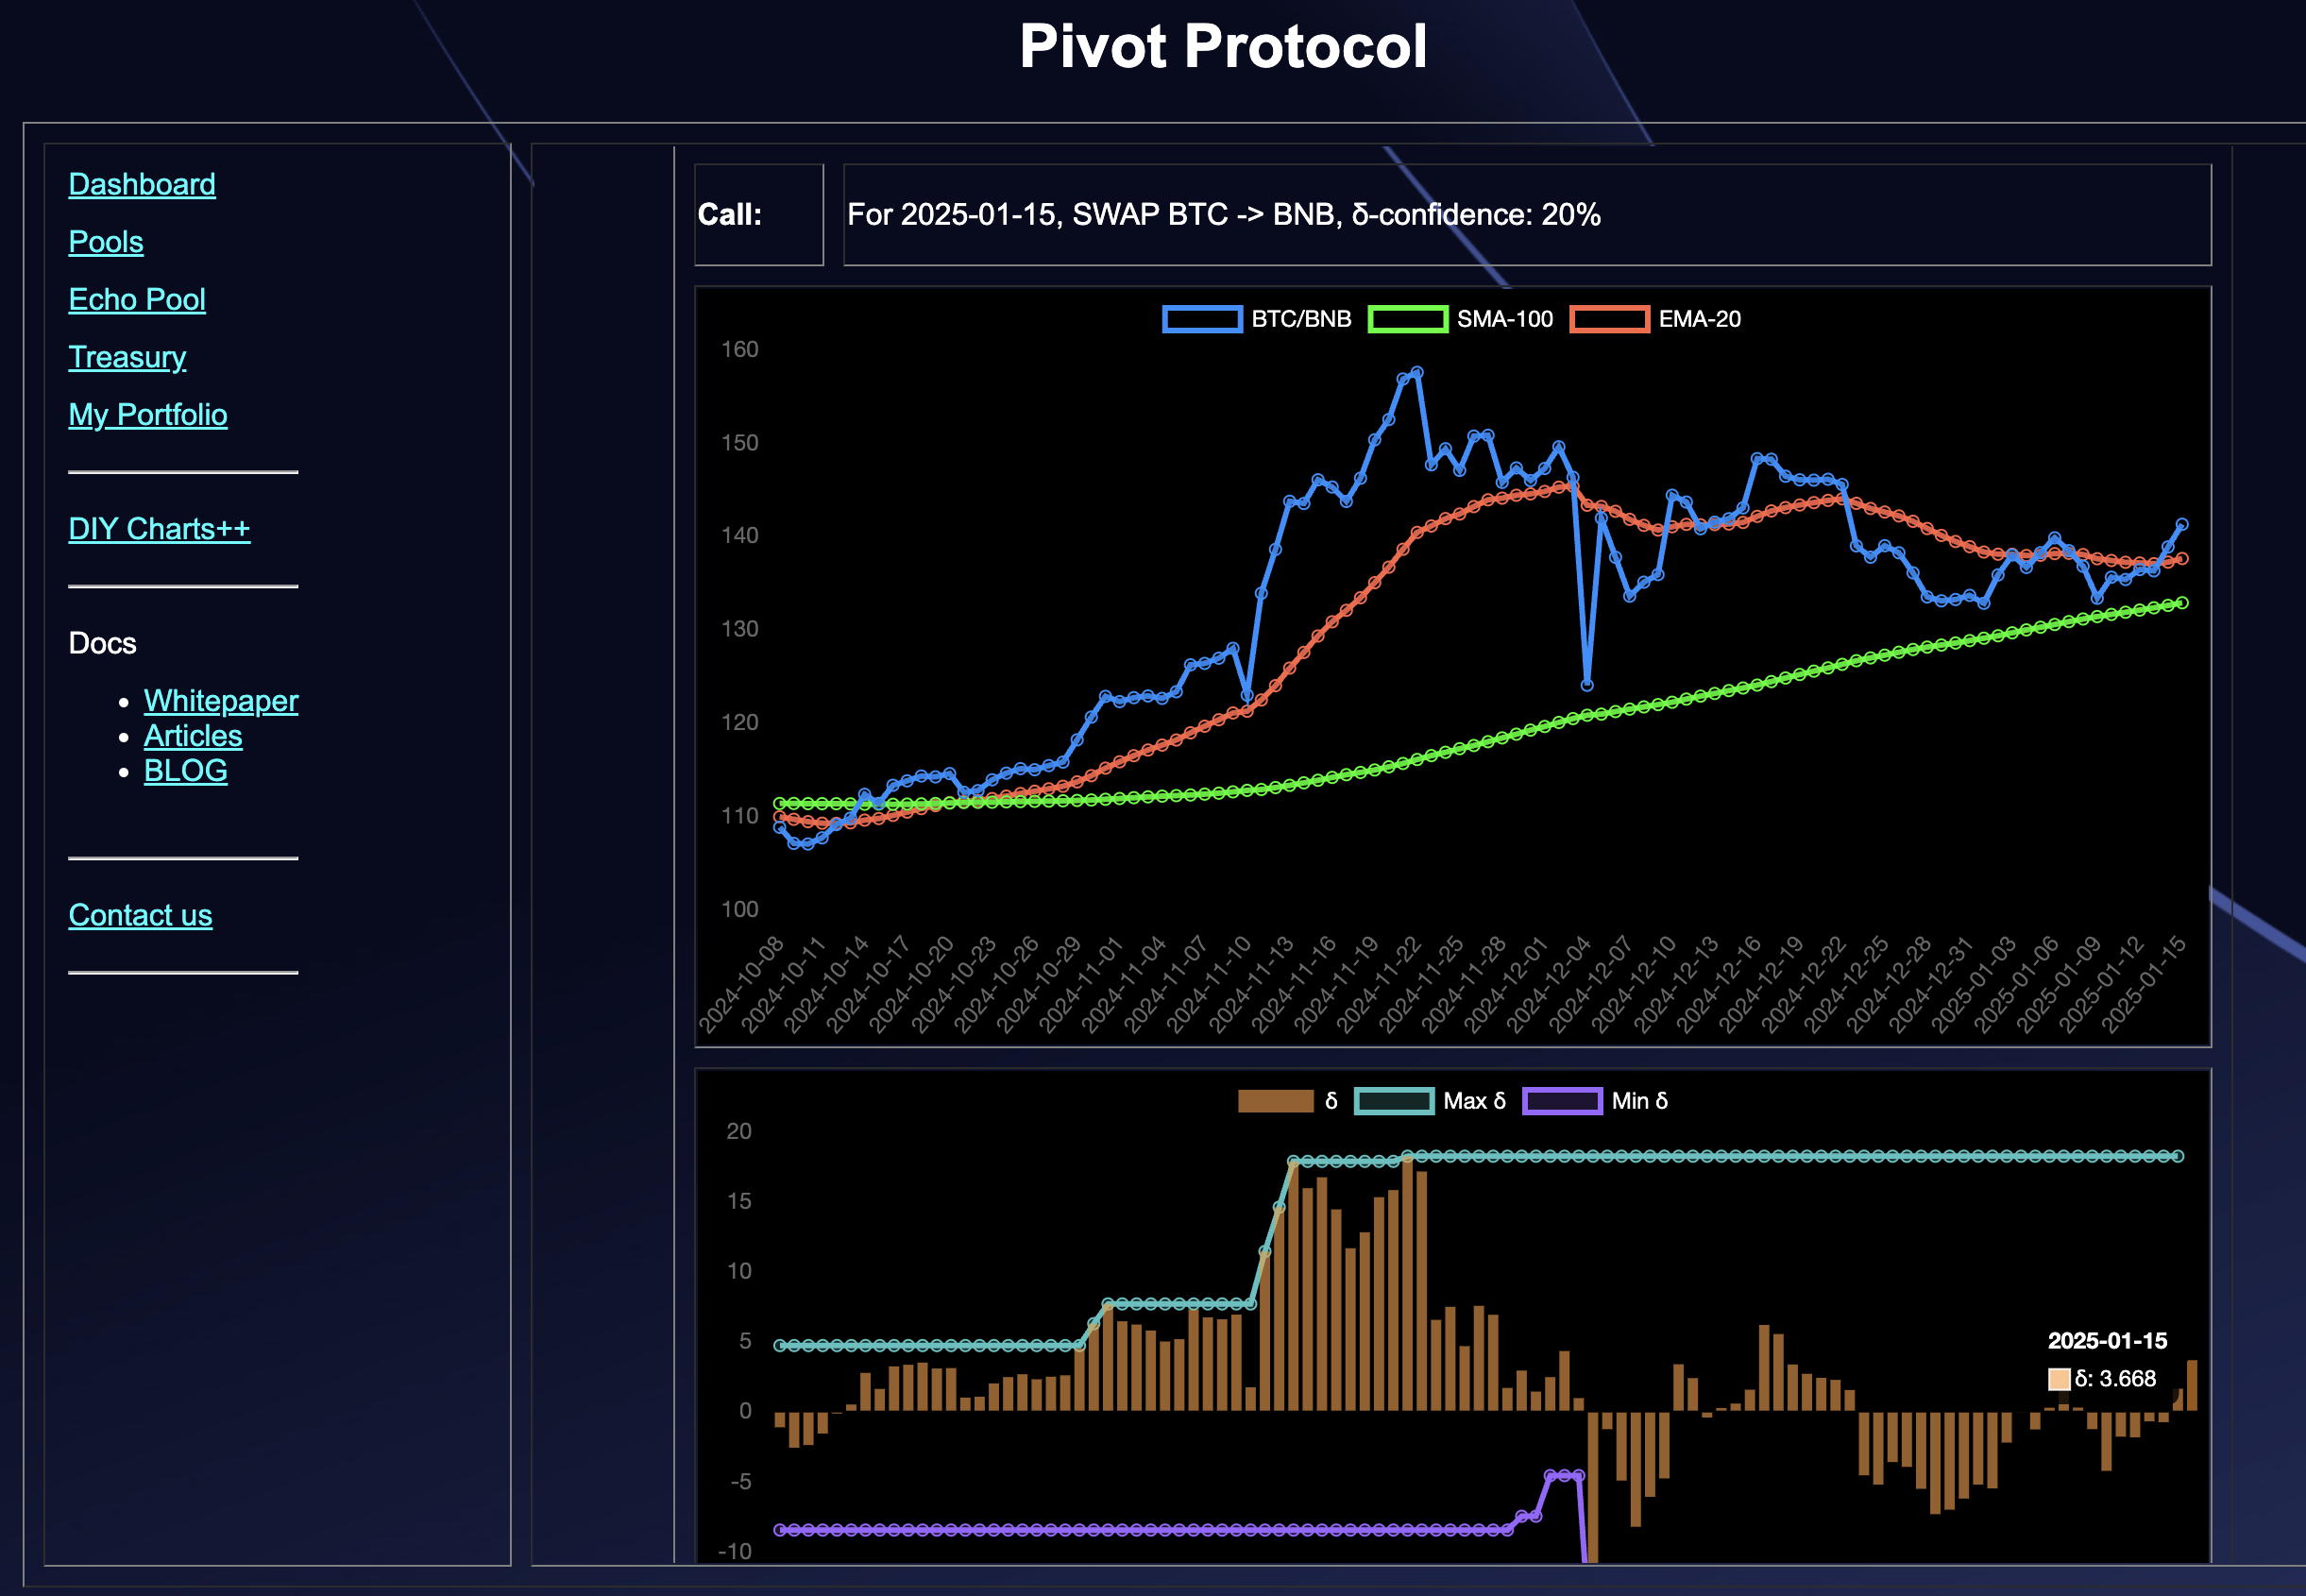 Pivot Protocol
Dashboard
Pools
Echo Pool
Treasury
My Portfolio
DIY Charts++
Docs
Whitepaper
Articles
BLOG
Contact us
Call:
For 2025-01-15, SWAP BTC -> BNB, δ-confidence: 20%
BTC/BNB SMA-100 EMA-20
160
150
140
130
120
110
100
2024-10-08
2024-10-11
2024-10-14
2024-10-17
2024-10-20
2024-10-23
2024-10-26
2024-10-29
2024-11-01
2024-11-04
2024-11-07
2024-11-10
2024-11-13
2024-11-16
2024-11-19
2024-11-22
2024-11-25
2024-11-28
2024-12-01
2024-12-04
2024-12-07
2024-12-10
2024-12-13
2024-12-16
2024-12-19
2024-12-22
2024-12-25
2024-12-28
2024-12-31
2025-01-03
2025-01-06
2025-01-09
2025-01-12
2025-01-15
δ Max δ Min δ
20
15
10
5
0
-5
-10
2025-01-15
δ: 3.668